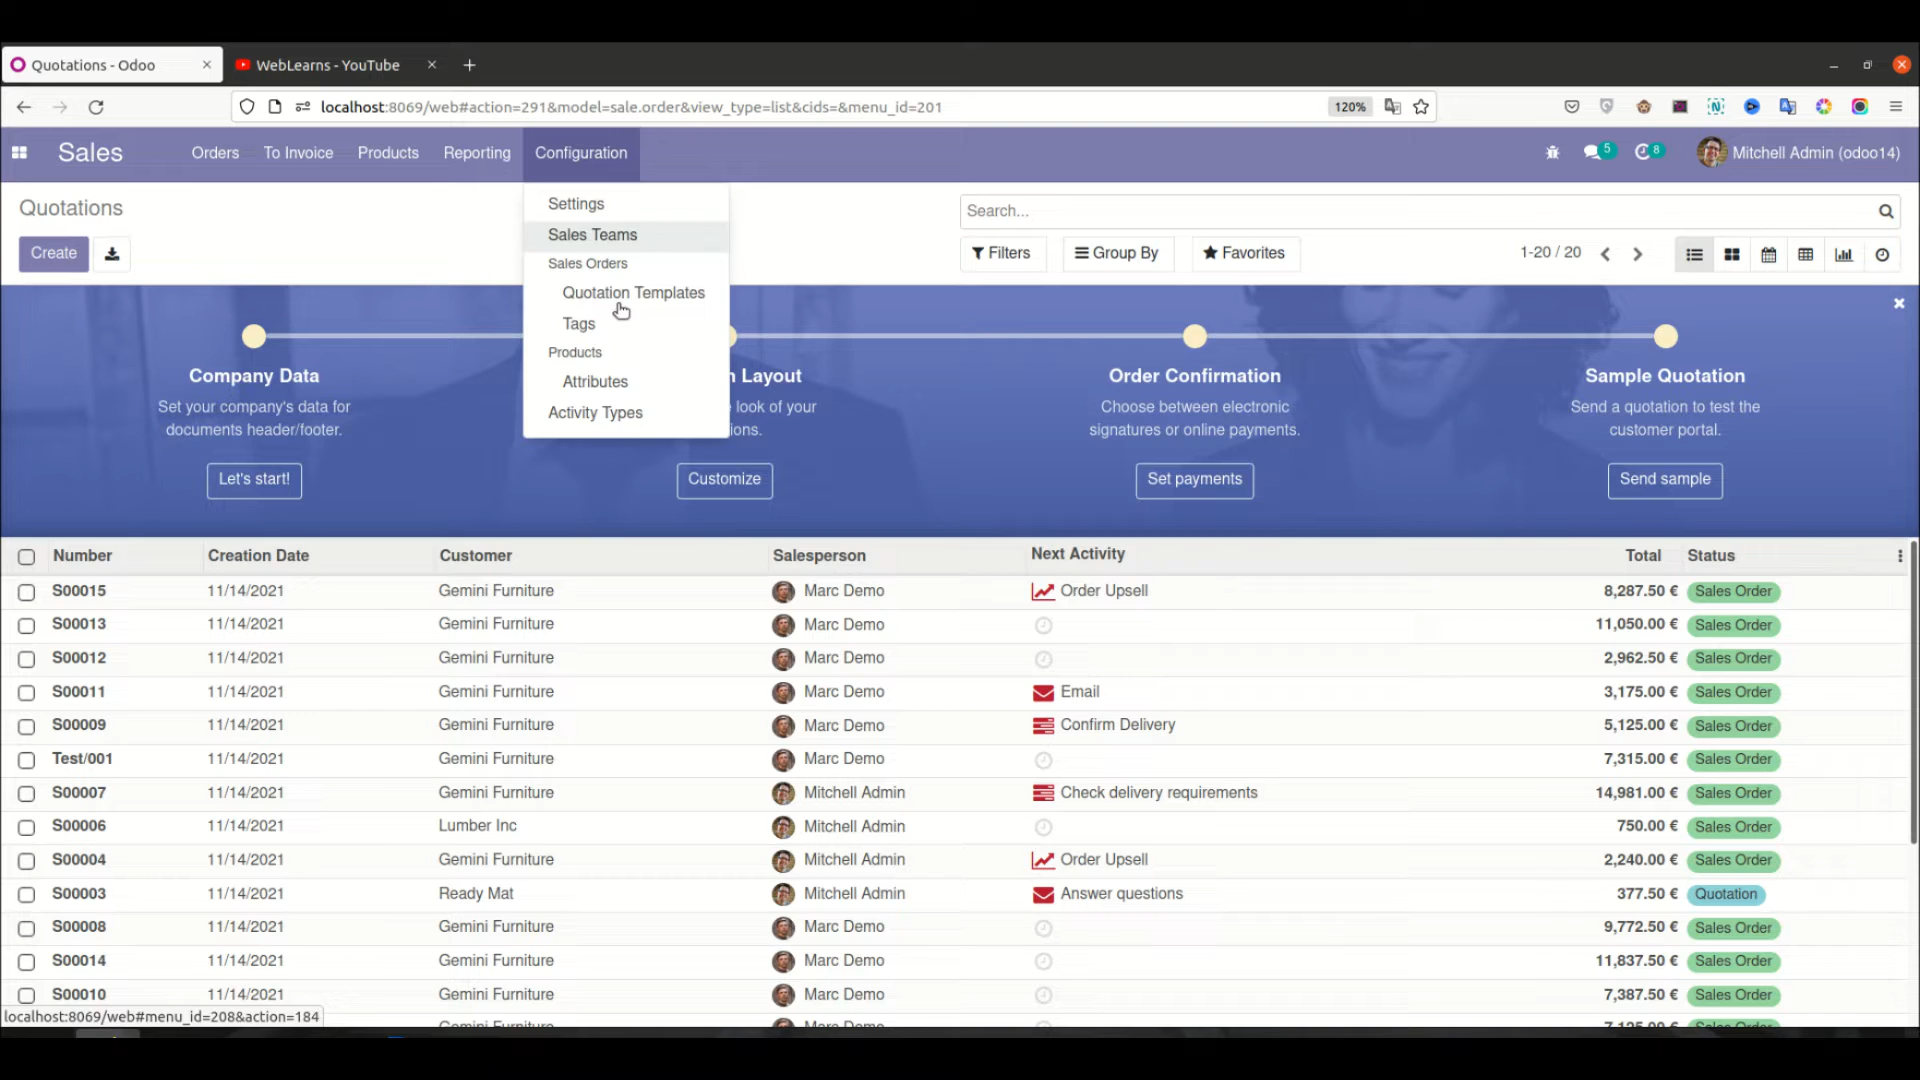 Quotations - Odoo
WebLearns - YouTube
localhost:8069/web#action=291&model=sale.order&view_type=list&cids=&menu_id=201
120%
Sales
Orders
To Invoice
Products
Reporting
Configuration
5
8
Mitchell Admin (odoo14)
Quotations
Search...
Create
Filters
Group By
Favorites
1-20 / 20
Settings
Sales Teams
Sales Orders
Quotation Templates
Tags
Products
Attributes
Activity Types
Company Data
Set your company's data for
documents header/footer.
Let's start!
n Layout
look of your
ions.
Customize
Order Confirmation
Choose between electronic
signatures or online payments.
Set payments
Sample Quotation
Send a quotation to test the
customer portal.
Send sample
Number Creation Date Customer Salesperson Next Activity Total Status
S00015 11/14/2021 Gemini Furniture Marc Demo Order Upsell 8,287.50 € Sales Order
S00013 11/14/2021 Gemini Furniture Marc Demo 11,050.00 € Sales Order
S00012 11/14/2021 Gemini Furniture Marc Demo 2,962.50 € Sales Order
S00011 11/14/2021 Gemini Furniture Marc Demo Email 3,175.00 € Sales Order
S00009 11/14/2021 Gemini Furniture Marc Demo Confirm Delivery 5,125.00 € Sales Order
Test/001 11/14/2021 Gemini Furniture Marc Demo 7,315.00 € Sales Order
S00007 11/14/2021 Gemini Furniture Mitchell Admin Check delivery requirements 14,981.00 € Sales Order
S00006 11/14/2021 Lumber Inc Mitchell Admin 750.00 € Sales Order
S00004 11/14/2021 Gemini Furniture Mitchell Admin Order Upsell 2,240.00 € Sales Order
S00003 11/14/2021 Ready Mat Mitchell Admin Answer questions 377.50 € Quotation
S00008 11/14/2021 Gemini Furniture Marc Demo 9,772.50 € Sales Order
S00014 11/14/2021 Gemini Furniture Marc Demo 11,837.50 € Sales Order
S00010 11/14/2021 Gemini Furniture Marc Demo 7,387.50 € Sales Order
localhost:8069/web#menu_id=208&action=184
Gemini Furniture Marc Demo 7,125.00 € Sales Order